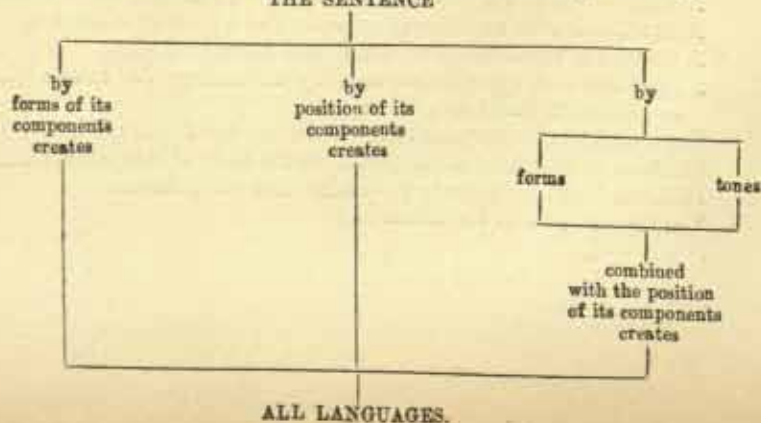 THE SENTENCE
by
forms of its
components
creates
by
position of its
components
creates
by
forms
tones
combined
with the position
of its components
creates
ALL LANGUAGES.